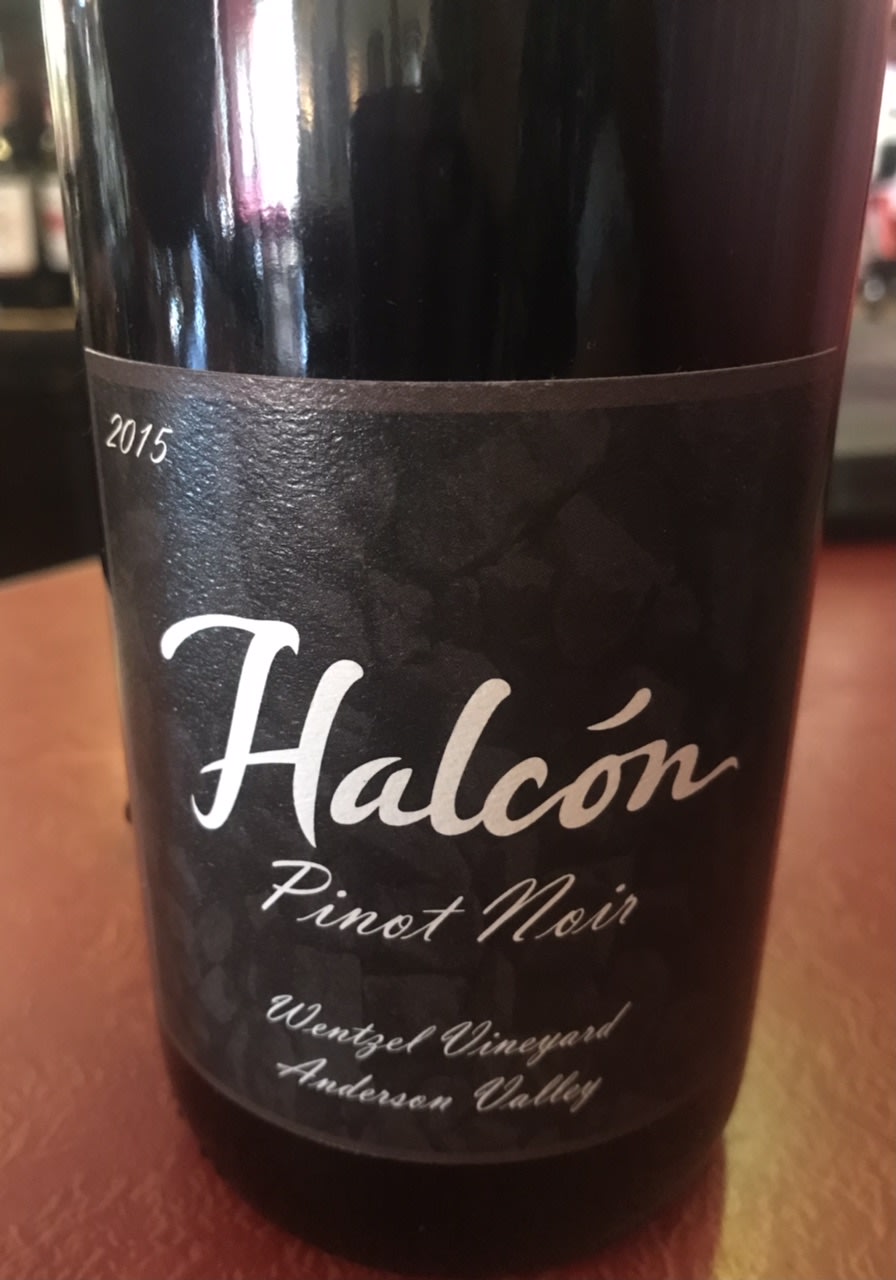 2015
Halcón
Pinot Noir
Wentzel Vineyard
Anderson Valley